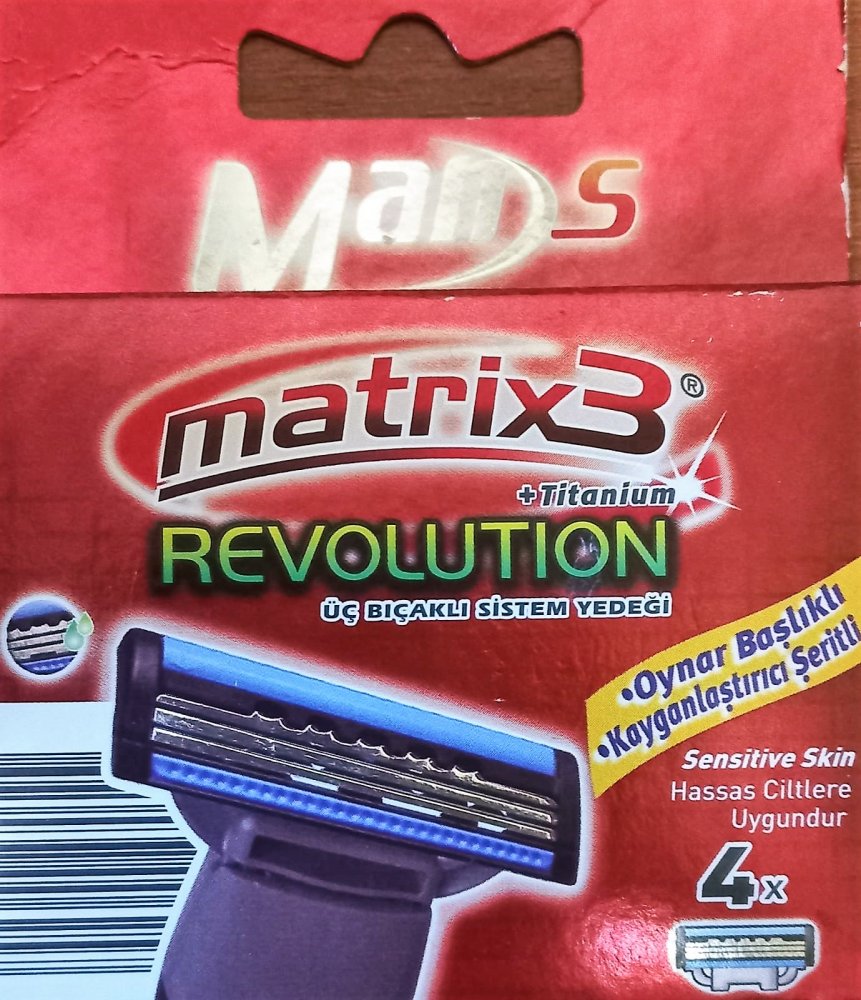 Man's
matrix3®
+Titanium
REVOLUTION
ÜÇ BIÇAKLI SİSTEM YEDEĞİ
•Oynar Başlıklı
•Kayganlaştırıcı Şeritli
Sensitive Skin
Hassas Ciltlere
Uygundur
4x